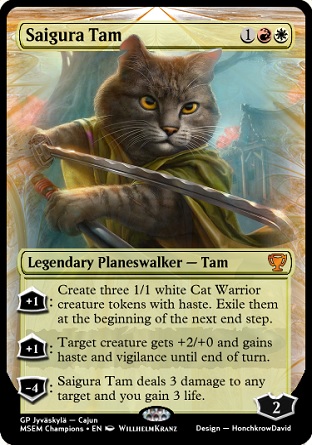 Saigura Tam 1
Legendary Planeswalker — Tam
+1: Create three 1/1 white Cat Warrior
creature tokens with haste. Exile them
at the beginning of the next end step.
+1: Target creature gets +2/+0 and gains
haste and vigilance until end of turn.
-4: Saigura Tam deals 3 damage to any
target and you gain 3 life.
2
GP Jyväskylä — Cajun
MSEM Champions • EN WillhelmKranz
Design — HonchkrowDavid